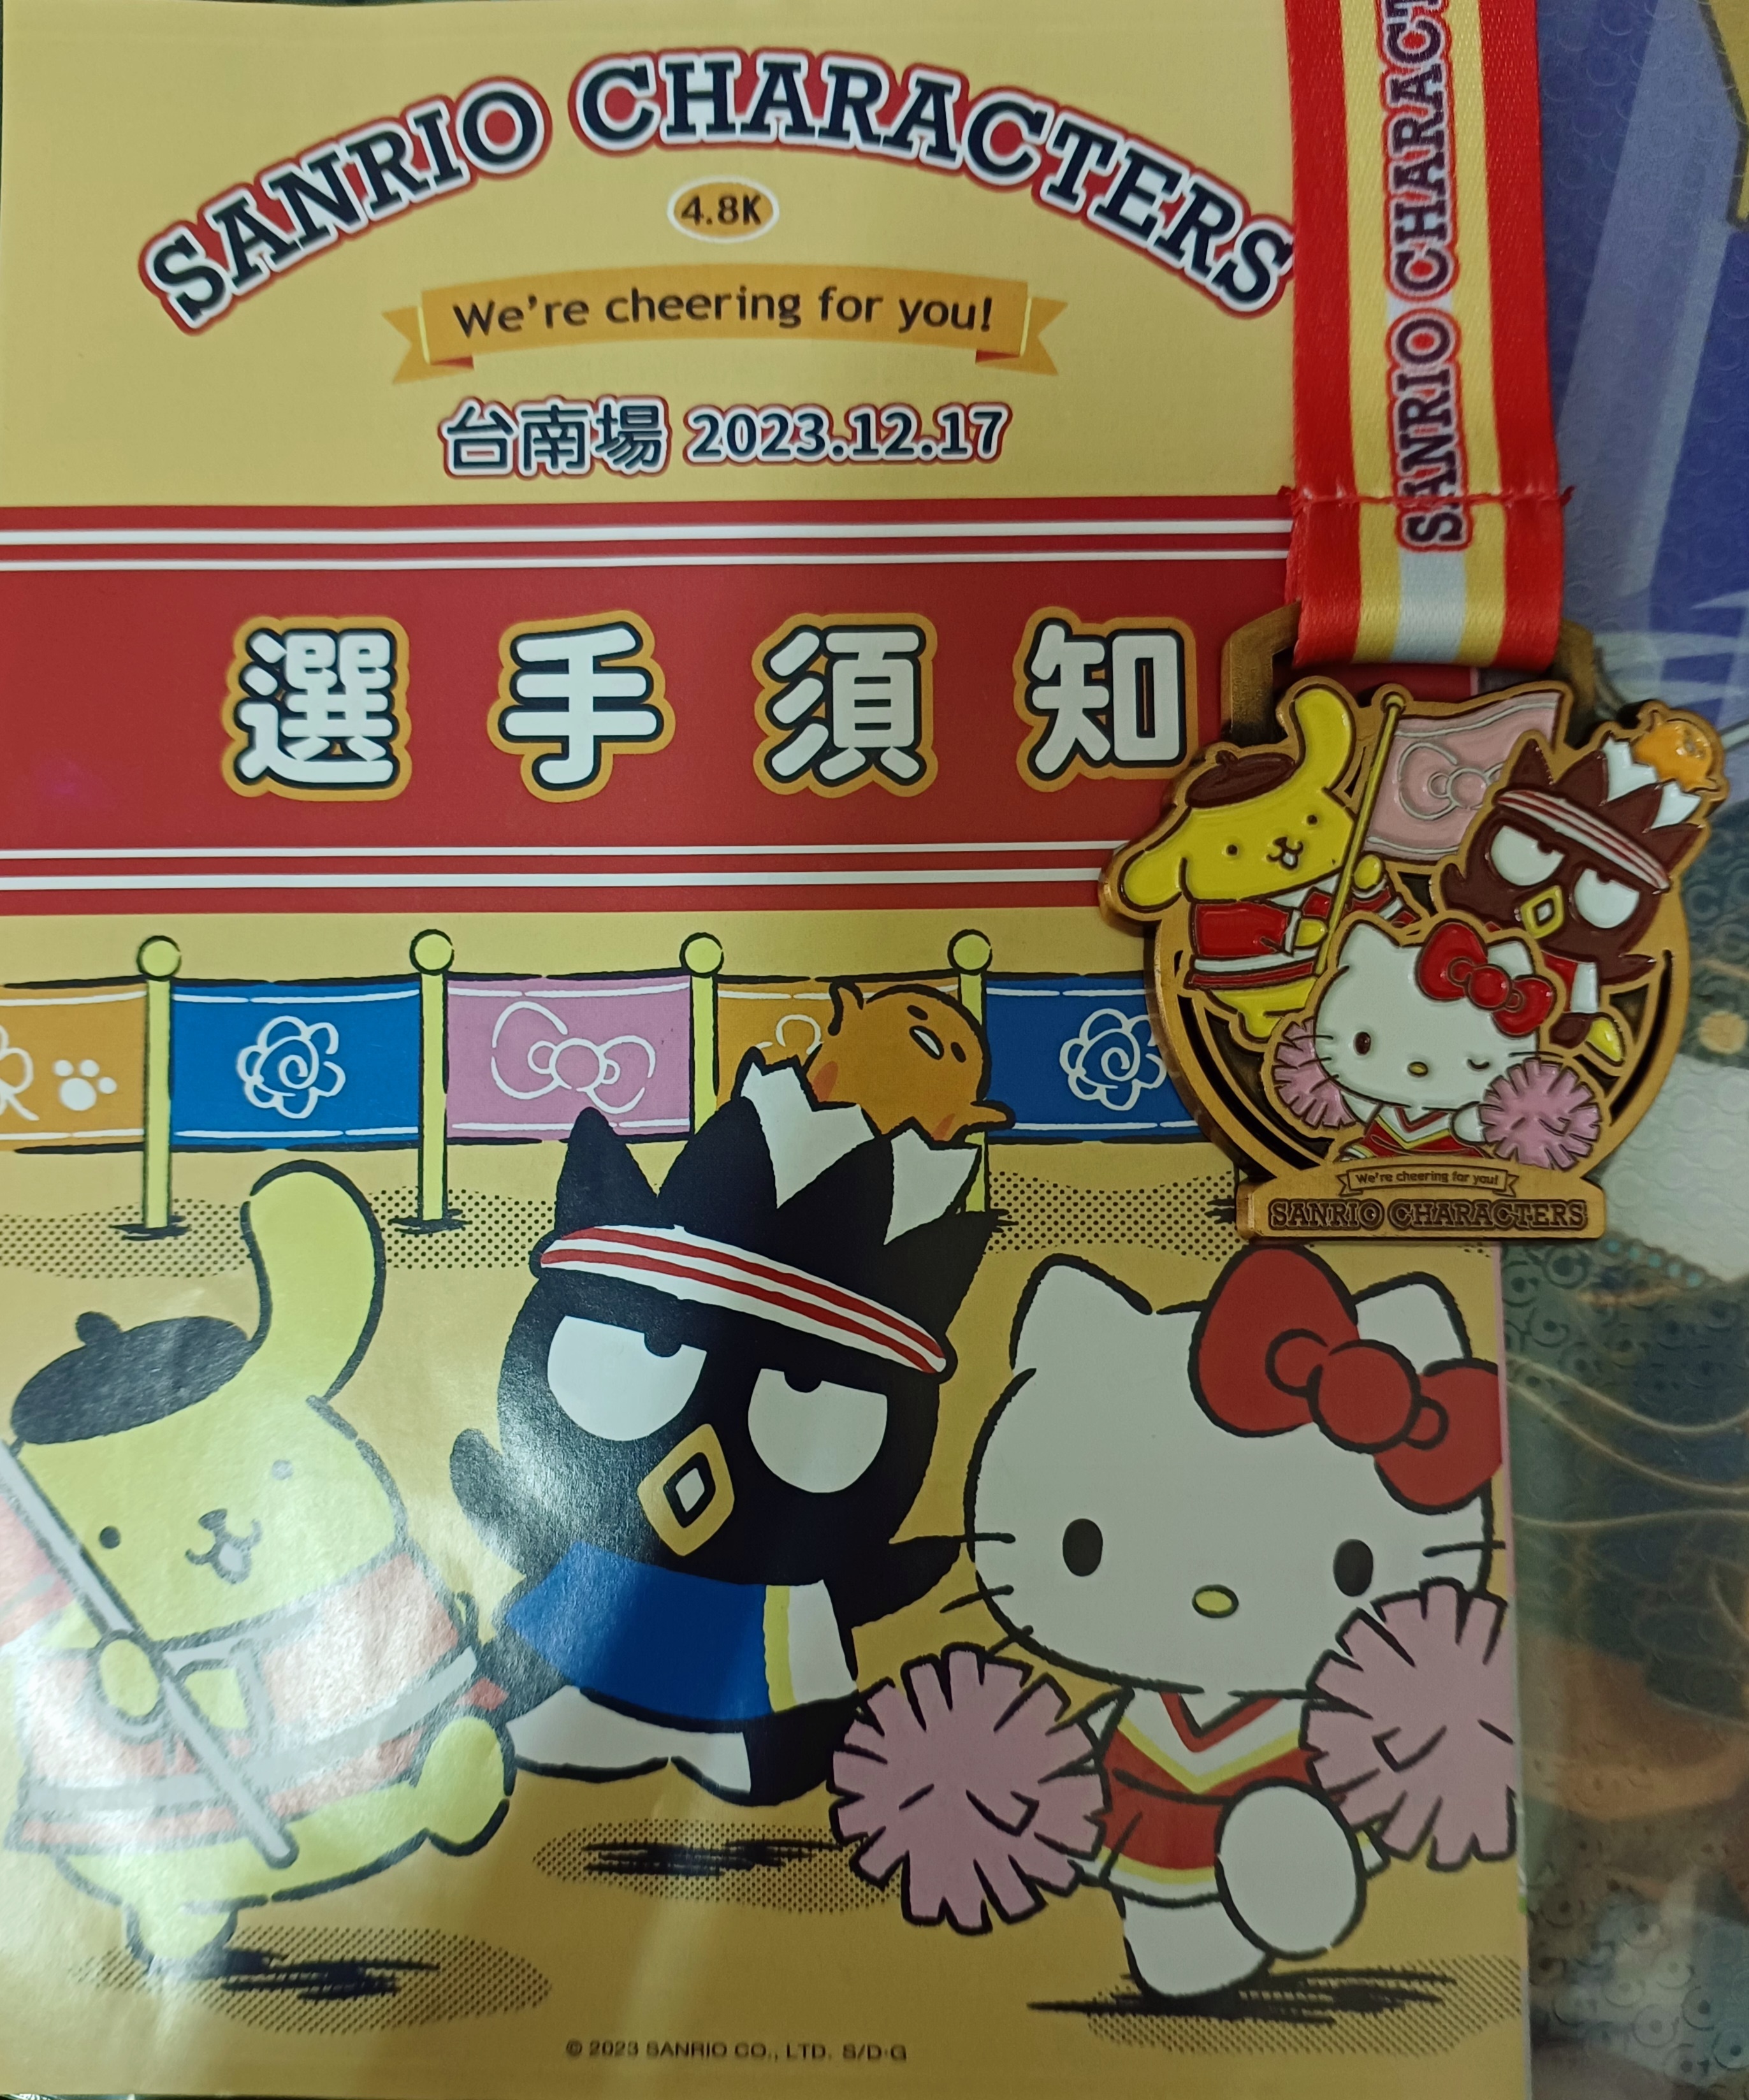 SANRIO CHARACTERS
4.8K
We're cheering for you!
台南場 2023.12.17
選手須知
SANRIO CHARACT
We're cheering for you!
SANRIO CHARACTERS
© 2023 SANRIO CO., LTD. S/D·G